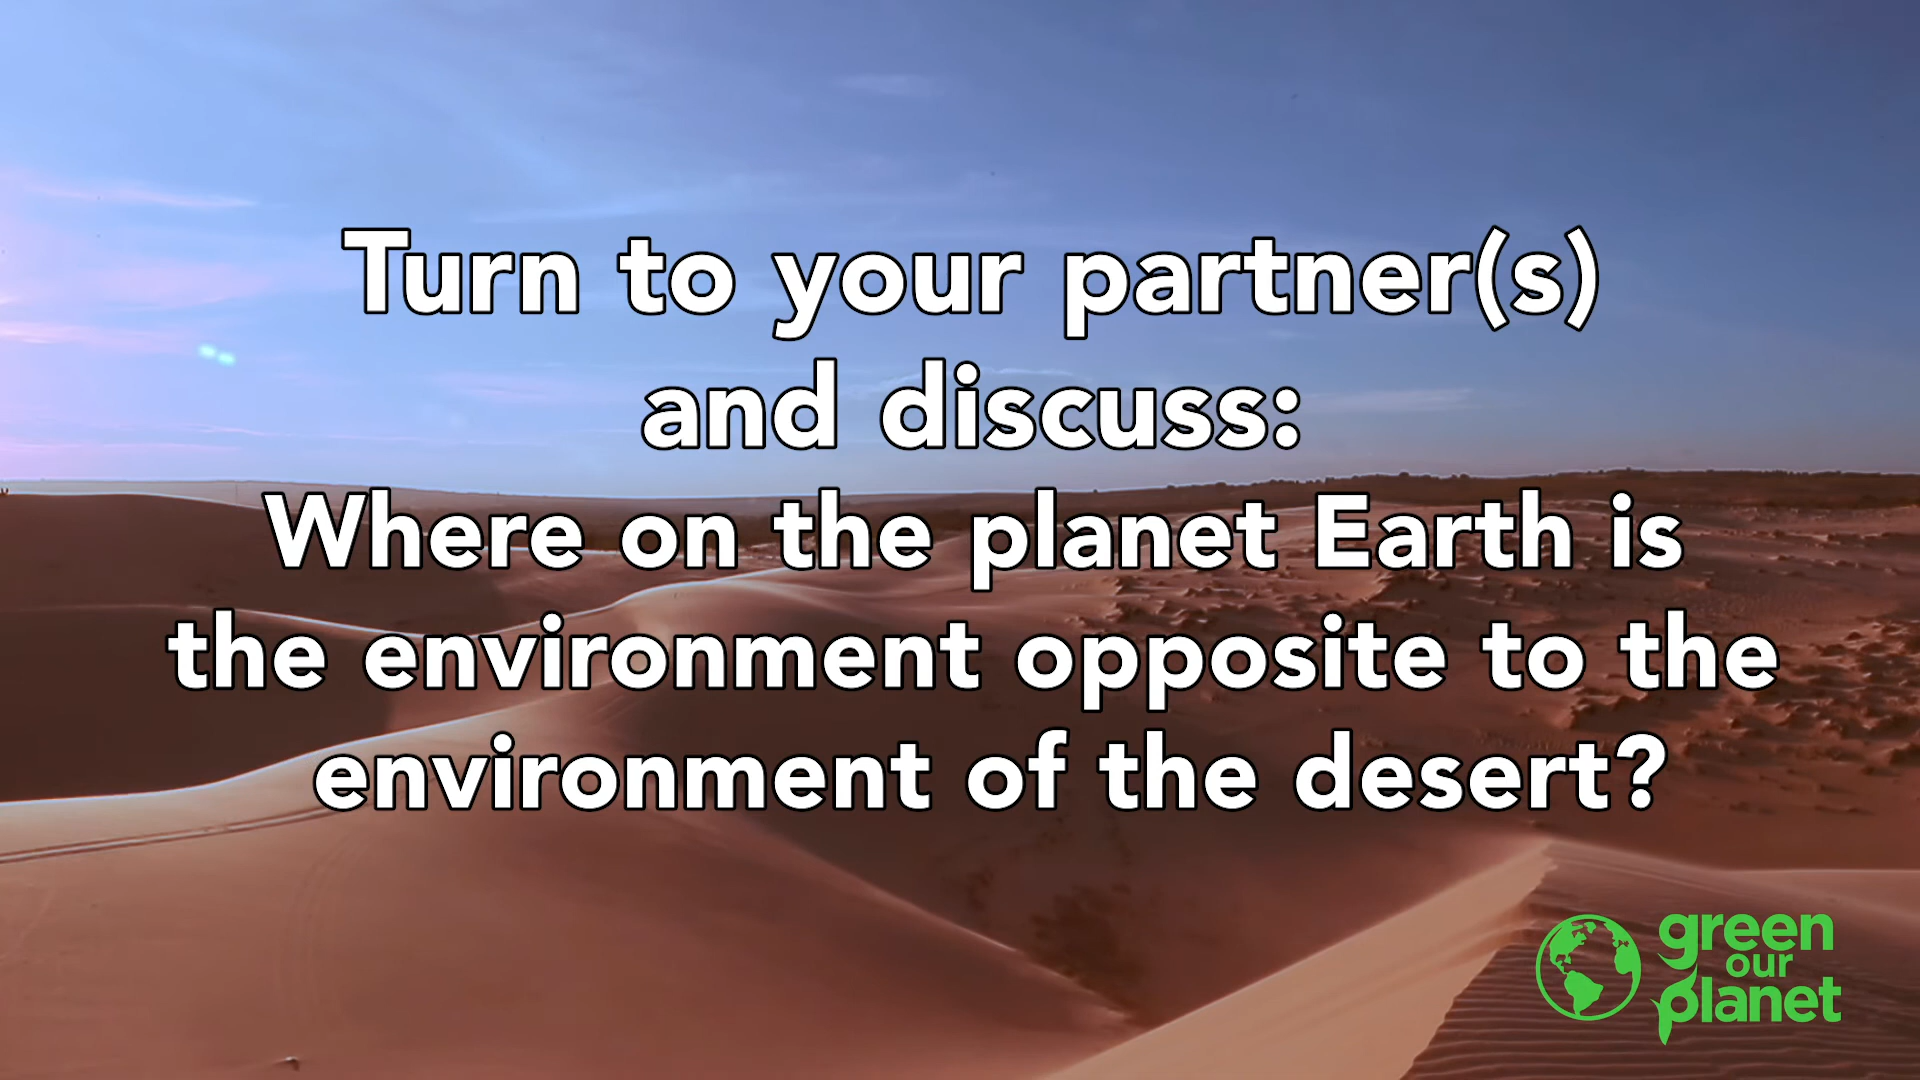 Turn to your partner(s)
and discuss:
Where on the planet Earth is
the environment opposite to the
environment of the desert?
green
our
planet